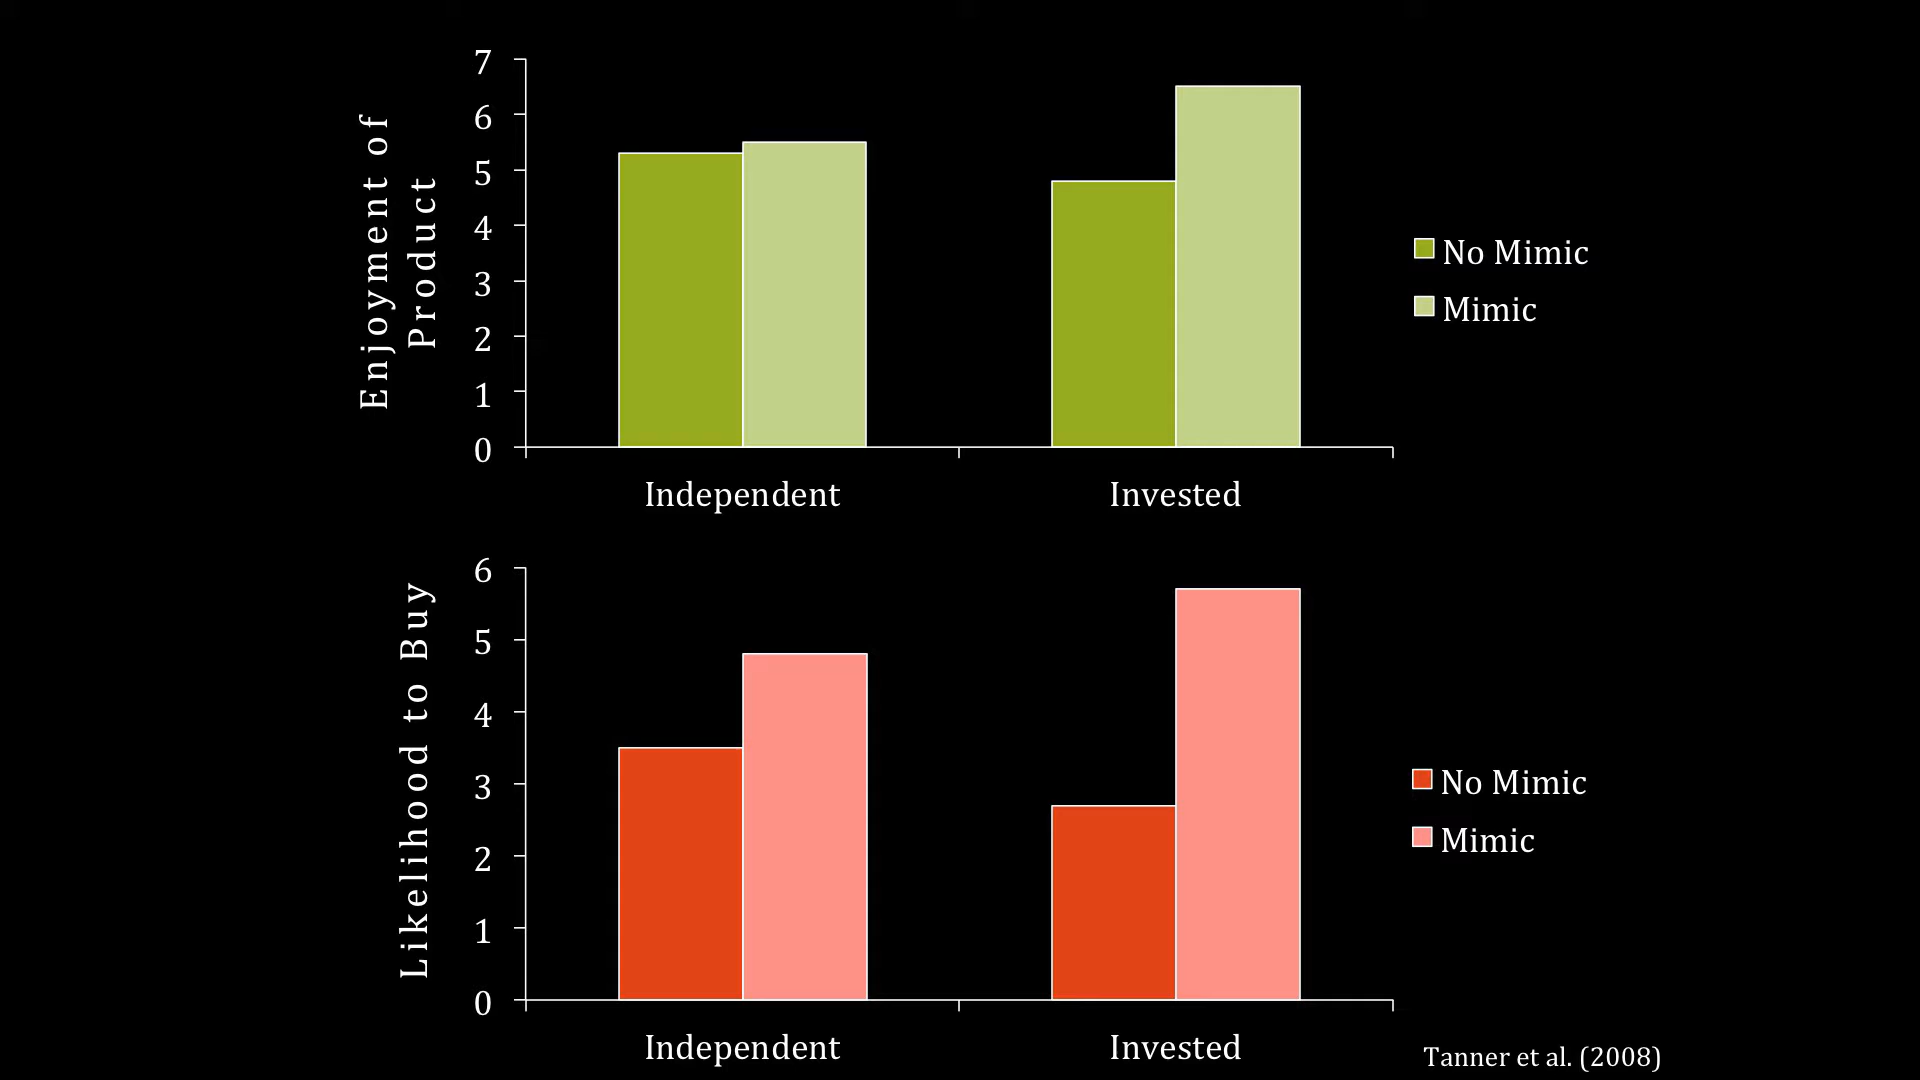 Enjoyment of
Product
7
6
5
4
3
2
1
0
Independent
Invested
No Mimic
Mimic
Likelihood to Buy
6
5
4
3
2
1
0
Independent
Invested
No Mimic
Mimic
Tanner et al. (2008)